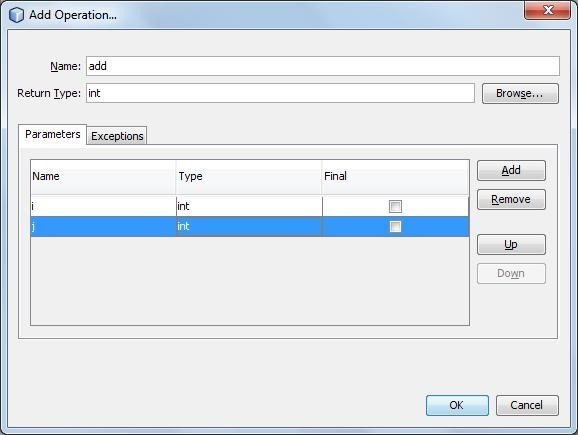 Add Operation...
Name: add
Return Type: int Browse...
Parameters Exceptions
Name Type Final Add
i int Remove
j int
Up
Down
OK Cancel